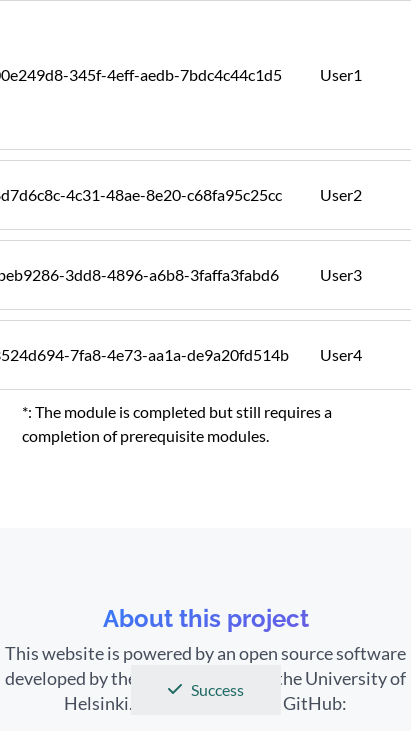 0e249d8-345f-4eff-aedb-7bdc4c44c1d5 User1
d7d6c8c-4c31-48ae-8e20-c68fa95c25cc User2
beb9286-3dd8-4896-a6b8-3faffa3fabd6 User3
524d694-7fa8-4e73-aa1a-de9a20fd514b User4
*: The module is completed but still requires a
completion of prerequisite modules.
About this project
This website is powered by an open source software
developed by the the University of
Helsinki. GitHub:
Success